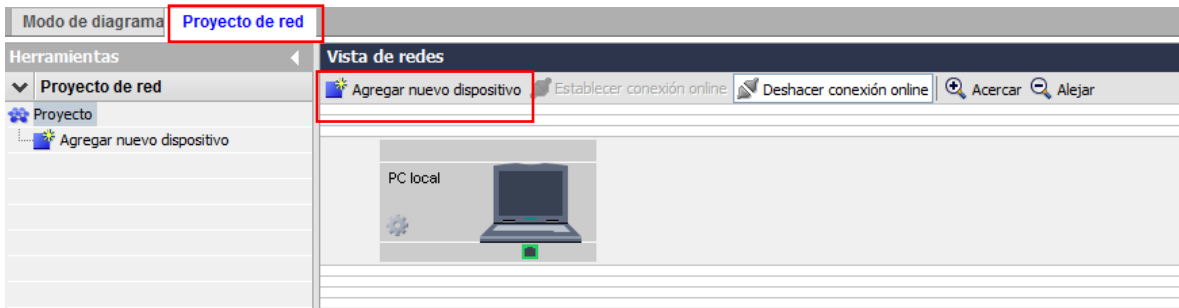 Modo de diagrama Proyecto de red
Herramientas
Vista de redes
Proyecto de red
Agregar nuevo dispositivo Establecer conexión online Deshacer conexión online Acercar Alejar
Proyecto
Agregar nuevo dispositivo
PC local